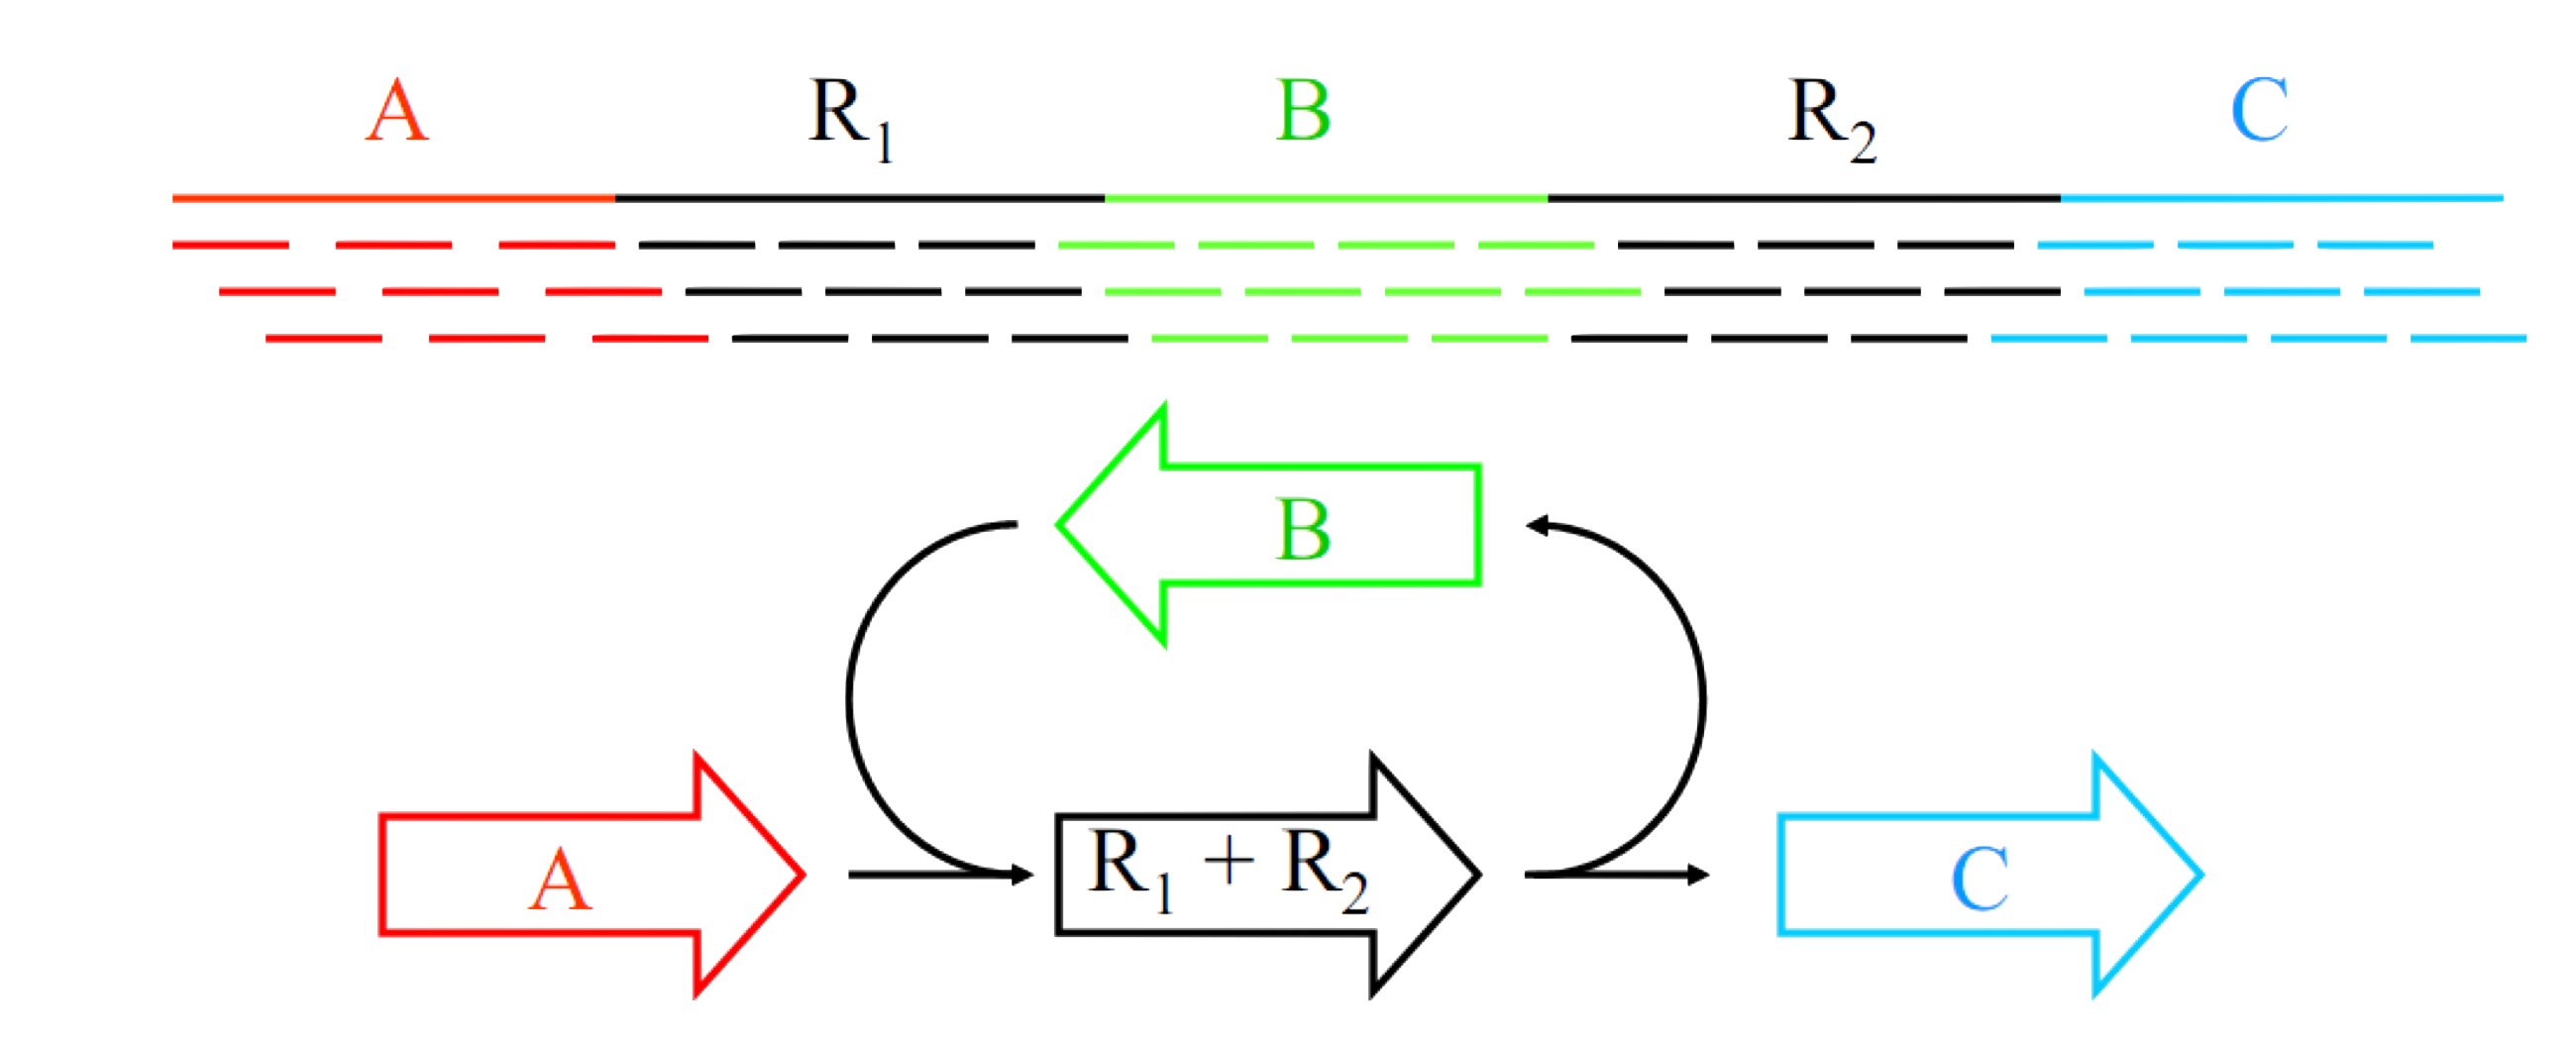 A R₁ B R₂ C
B
A R₁ + R₂ C